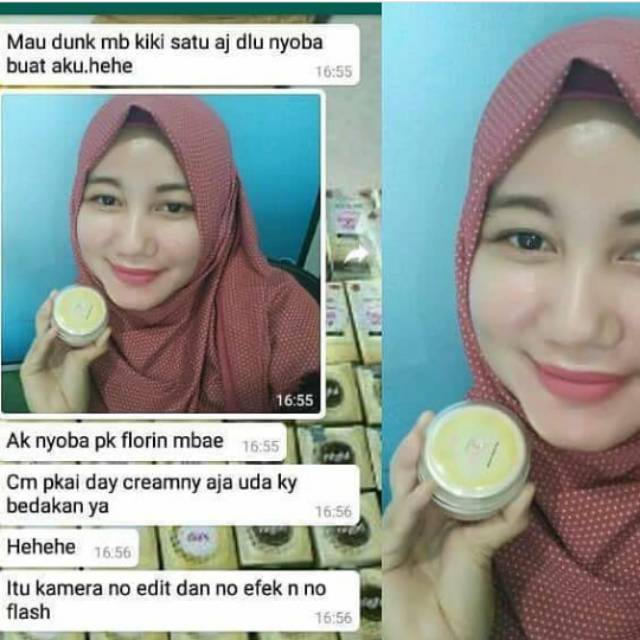 Mau dunk mb kiki satu aj dlu nyoba
buat aku.hehe
16:55
16:55
Ak nyoba pk florin mbae 16:55
Cm pkai day creamny aja uda ky
bedakan ya
16:56
Hehehe 16:56
Itu kamera no edit dan no efek n no
flash
16:56